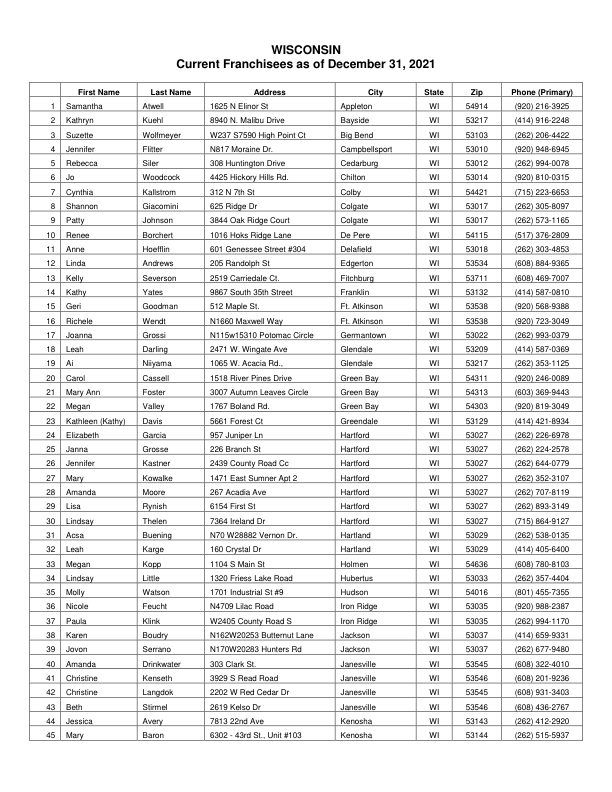 WISCONSIN
Current Franchisees as of December 31, 2021
First Name Last Name Address City State Zip Phone (Primary)
1 Samantha Atwell 1625 N Elinor St Appleton WI 54914 (920) 216-3925
2 Kathryn Kuehl 8940 N. Malibu Drive Bayside WI 53217 (414) 916-2248
3 Suzette Wolfmeyer W237 S7590 High Point Ct Big Bend WI 53103 (262) 206-4422
4 Jennifer Flitter N817 Moraine Dr. Campbellsport WI 53010 (920) 948-6945
5 Rebecca Siler 308 Huntington Drive Cedarburg WI 53012 (262) 994-0078
6 Jo Woodcock 4425 Hickory Hills Rd. Chilton WI 53014 (920) 810-0315
7 Cynthia Kallstrom 312 N 7th St Colby WI 54421 (715) 223-6653
8 Shannon Giacomini 625 Ridge Dr Colgate WI 53017 (262) 305-8097
9 Patty Johnson 3844 Oak Ridge Court Colgate WI 53017 (262) 573-1165
10 Renee Borchert 1016 Hoks Ridge Lane De Pere WI 54115 (517) 376-2809
11 Anne Hoefflin 601 Genessee Street #304 Delafield WI 53018 (262) 303-4853
12 Linda Andrews 205 Randolph St Edgerton WI 53534 (608) 884-9365
13 Kelly Severson 2519 Carriedale Ct. Fitchburg WI 53711 (608) 469-7007
14 Kathy Yates 9867 South 35th Street Franklin WI 53132 (414) 587-0810
15 Geri Goodman 512 Maple St. Ft. Atkinson WI 53538 (920) 568-9388
16 Richele Wendt N1660 Maxwell Way Ft. Atkinson WI 53538 (920) 723-3049
17 Joanna Grossi N115w15310 Potomac Circle Germantown WI 53022 (262) 993-0379
18 Leah Darling 2471 W. Wingate Ave Glendale WI 53209 (414) 587-0369
19 Ai Niiyama 1065 W. Acacia Rd., Glendale WI 53217 (262) 353-1125
20 Carol Cassell 1518 River Pines Drive Green Bay WI 54311 (920) 246-0089
21 Mary Ann Foster 3007 Autumn Leaves Circle Green Bay WI 54313 (603) 369-9443
22 Megan Valley 1767 Boland Rd. Green Bay WI 54303 (920) 819-3049
23 Kathleen (Kathy) Davis 5661 Forest Ct Greendale WI 53129 (414) 421-8934
24 Elizabeth Garcia 957 Juniper Ln Hartford WI 53027 (262) 226-6978
25 Janna Grosse 226 Branch St Hartford WI 53027 (262) 224-2578
26 Jennifer Kastner 2439 County Road Cc Hartford WI 53027 (262) 644-0779
27 Mary Kowalke 1471 East Sumner Apt 2 Hartford WI 53027 (262) 352-3107
28 Amanda Moore 267 Acadia Ave Hartford WI 53027 (262) 707-8119
29 Lisa Rynish 6154 First St Hartford WI 53027 (262) 893-3149
30 Lindsay Thelen 7364 Ireland Dr Hartford WI 53027 (715) 864-9127
31 Acsa Buening N70 W28882 Vernon Dr. Hartland WI 53029 (262) 538-0135
32 Leah Karge 160 Crystal Dr Hartland WI 53029 (414) 405-6400
33 Megan Kopp 1104 S Main St Holmen WI 54636 (608) 780-8103
34 Lindsay Little 1320 Friess Lake Road Hubertus WI 53033 (262) 357-4404
35 Molly Watson 1701 Industrial St #9 Hudson WI 54016 (801) 455-7355
36 Nicole Feucht N4709 Lilac Road Iron Ridge WI 53035 (920) 988-2387
37 Paula Klink W2405 County Road S Iron Ridge WI 53035 (262) 994-1170
38 Karen Boudry N162W20253 Butternut Lane Jackson WI 53037 (414) 659-9331
39 Jovon Serrano N170W20283 Hunters Rd Jackson WI 53037 (262) 677-9480
40 Amanda Drinkwater 303 Clark St. Janesville WI 53545 (608) 322-4010
41 Christine Kenseth 3929 S Read Road Janesville WI 53546 (608) 201-9236
42 Christine Langdok 2202 W Red Cedar Dr Janesville WI 53545 (608) 931-3403
43 Beth Stirmel 2619 Kelso Dr Janesville WI 53546 (608) 436-2767
44 Jessica Avery 7813 22nd Ave Kenosha WI 53143 (262) 412-2920
45 Mary Baron 6302 - 43rd St., Unit #103 Kenosha WI 53144 (262) 515-5937